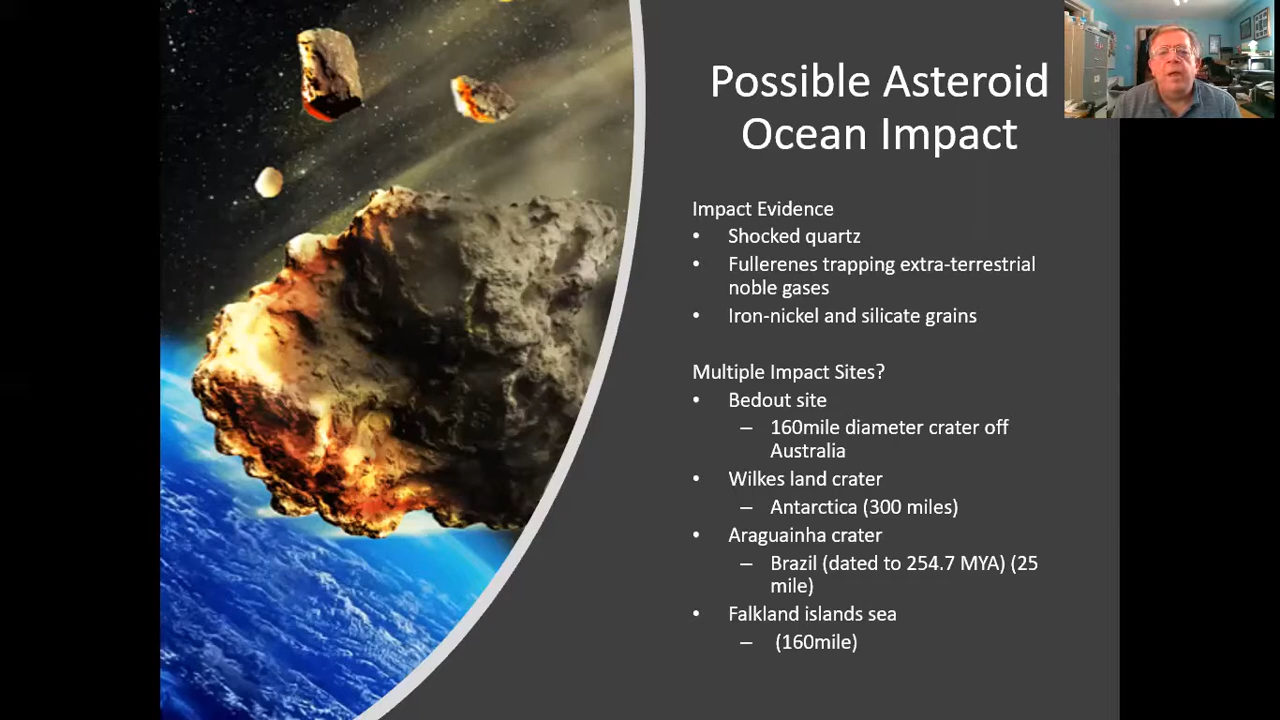 Possible Asteroid
Ocean Impact
Impact Evidence
• Shocked quartz
• Fullerenes trapping extra-terrestrial
noble gases
• Iron-nickel and silicate grains
Multiple Impact Sites?
• Bedout site
– 160mile diameter crater off
Australia
• Wilkes land crater
– Antarctica (300 miles)
• Araguainha crater
– Brazil (dated to 254.7 MYA) (25
mile)
• Falkland islands sea
– (160mile)